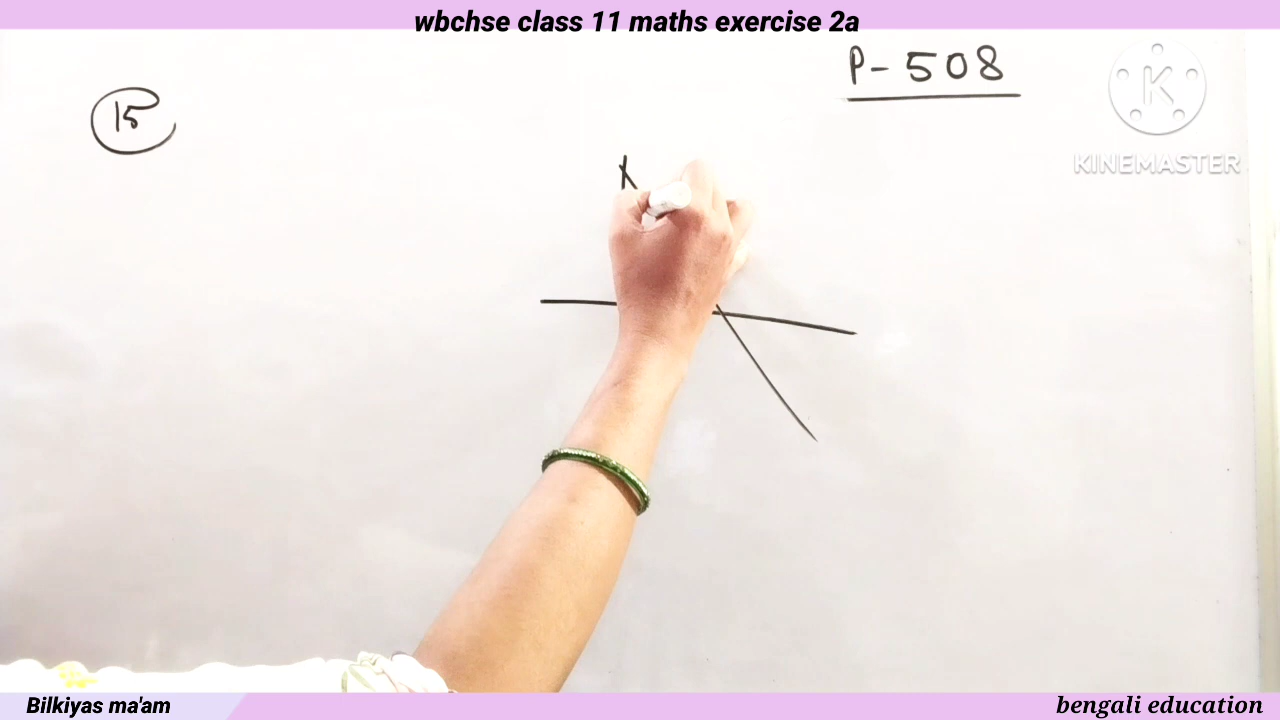 wbchse class 11 maths exercise 2a
P- 508
K
KINEMASTER
15
Bilkiyas ma'am
bengali education